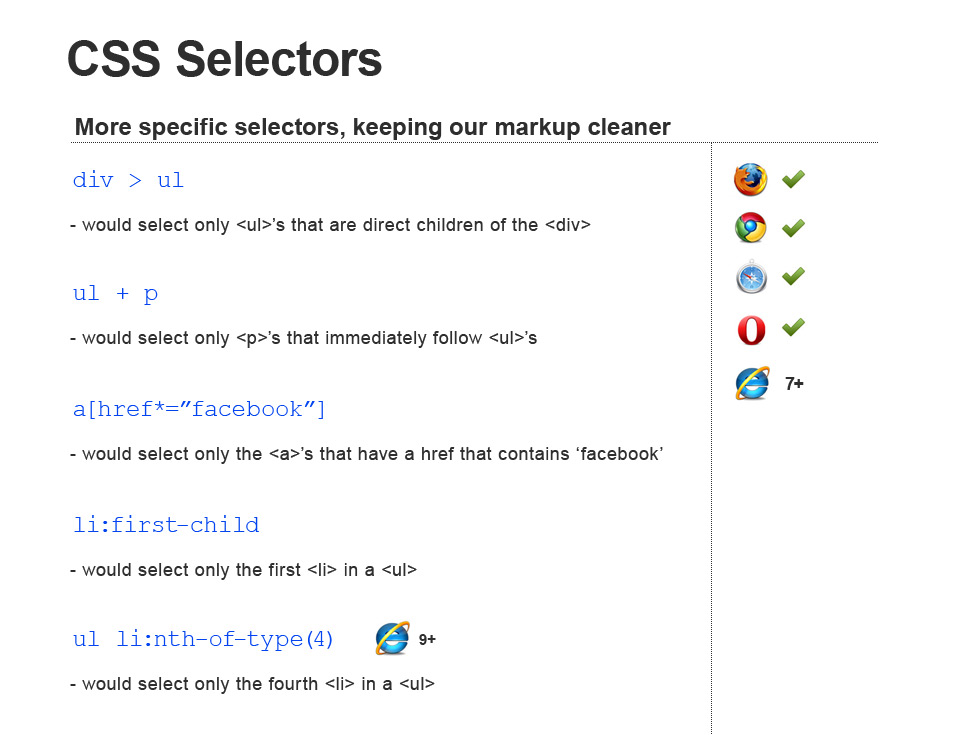 CSS Selectors
More specific selectors, keeping our markup cleaner
div > ul
- would select only <ul>’s that are direct children of the <div>
ul + p
- would select only <p>’s that immediately follow <ul>’s
7+
a[href*=”facebook”]
- would select only the <a>’s that have a href that contains ‘facebook’
li:first-child
- would select only the first <li> in a <ul>
ul li:nth-of-type(4) 9+
- would select only the fourth <li> in a <ul>